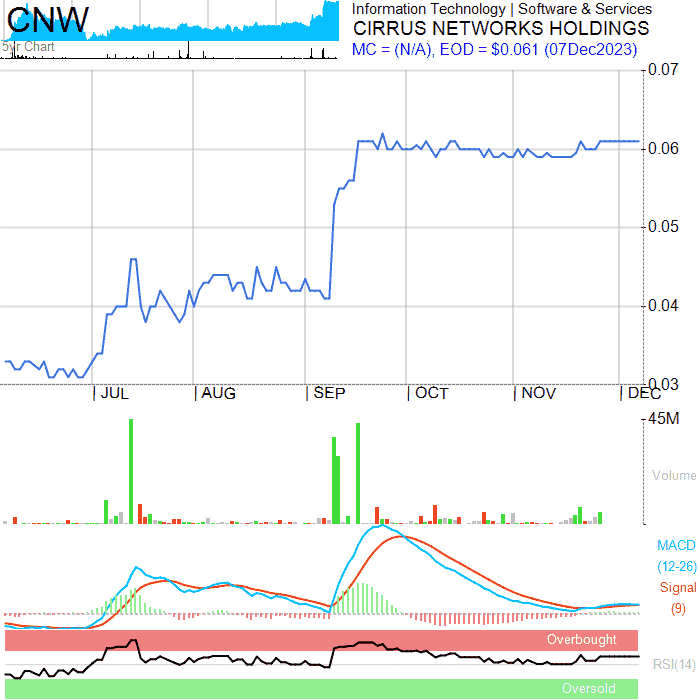 CNW
5yr Chart
Information Technology | Software & Services
CIRRUS NETWORKS HOLDINGS
MC = (N/A), EOD = $0.061 (07Dec2023)
0.07
0.06
0.05
0.04
0.03
JUL
AUG
SEP
OCT
NOV
DEC
45M
Volume
MACD
(12-26)
Signal
(9)
Overbought
RSI(14)
Oversold